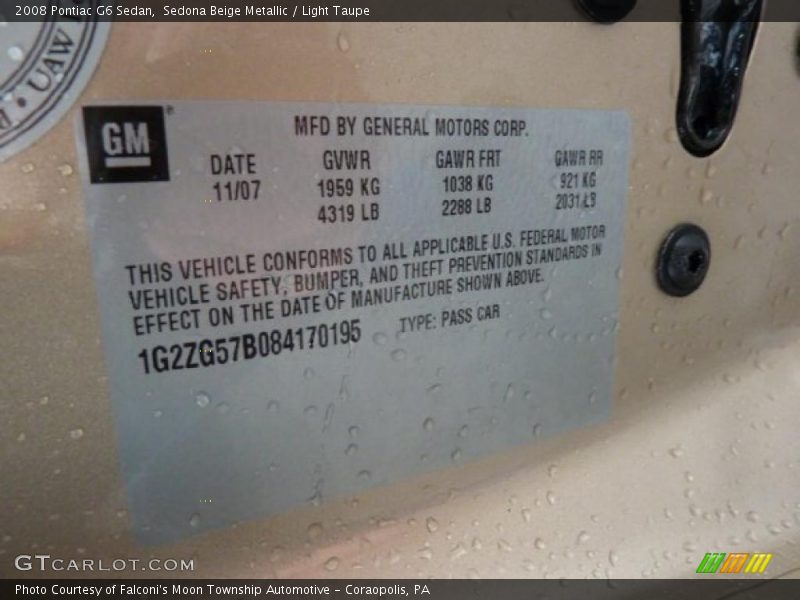 2008 Pontiac G6 Sedan,  Sedona Beige Metallic / Light Taupe
UAW
GM
MFD BY GENERAL MOTORS CORP.
DATE GVWR GAWR FRT GAWR RR
11/07 1959 KG 1038 KG 921 KG
4319 LB 2288 LB 2031 LB
THIS VEHICLE CONFORMS TO ALL APPLICABLE U.S. FEDERAL MOTOR
VEHICLE SAFETY, BUMPER, AND THEFT PREVENTION STANDARDS IN
EFFECT ON THE DATE OF MANUFACTURE SHOWN ABOVE.
1G2ZG57B084170195 TYPE: PASS CAR
GTCARLOT.COM
Photo Courtesy of Falconi's Moon Township Automotive - Coraopolis, PA